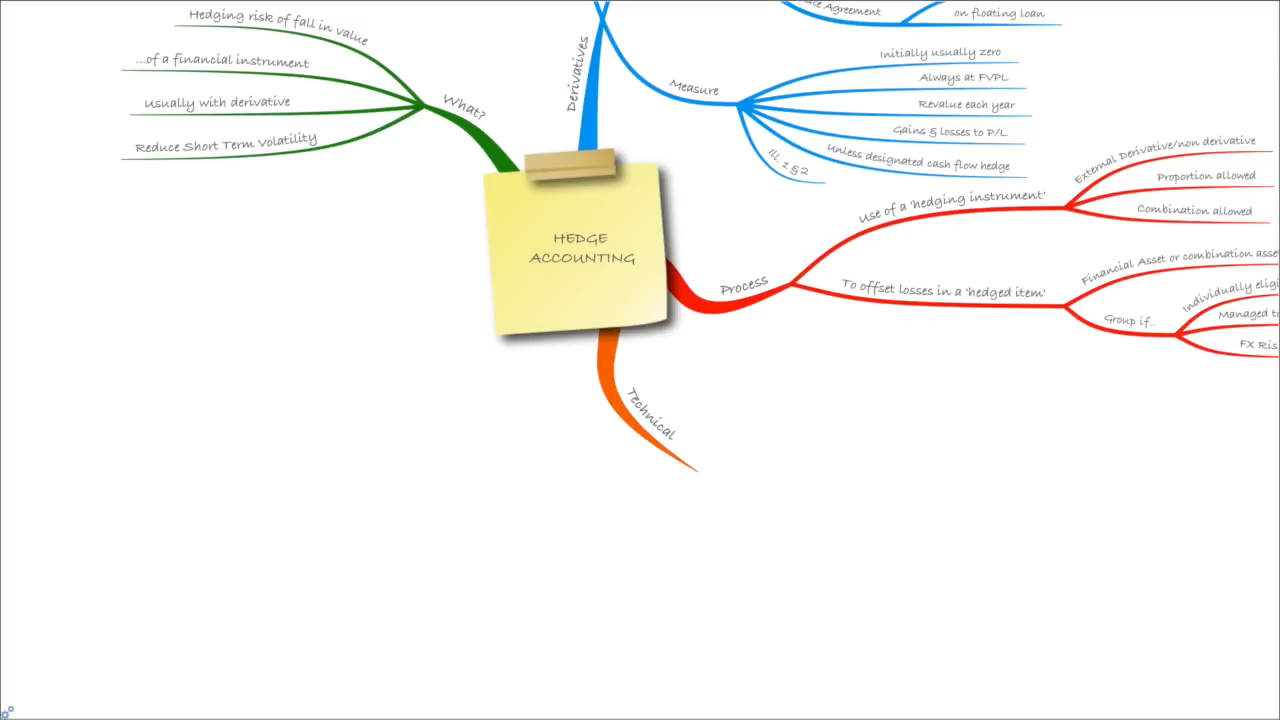 Hedging risk of fall in value
...of a financial instrument
Usually with derivative
Reduce Short Term Volatility
What?
Derivatives
Agreement
on floating loan
Measure
Initially usually zero
Always at FVPL
Revalue each year
Gains & losses to P/L
Unless designated cash flow hedge
Ill. 1 & 2
HEDGE
ACCOUNTING
Process
Use of a 'hedging instrument'
External Derivative/non derivative
Proportion allowed
Combination allowed
To offset losses in a 'hedged item'
Financial Asset or combination
Group if..
Individually
Managed
FX
Technical